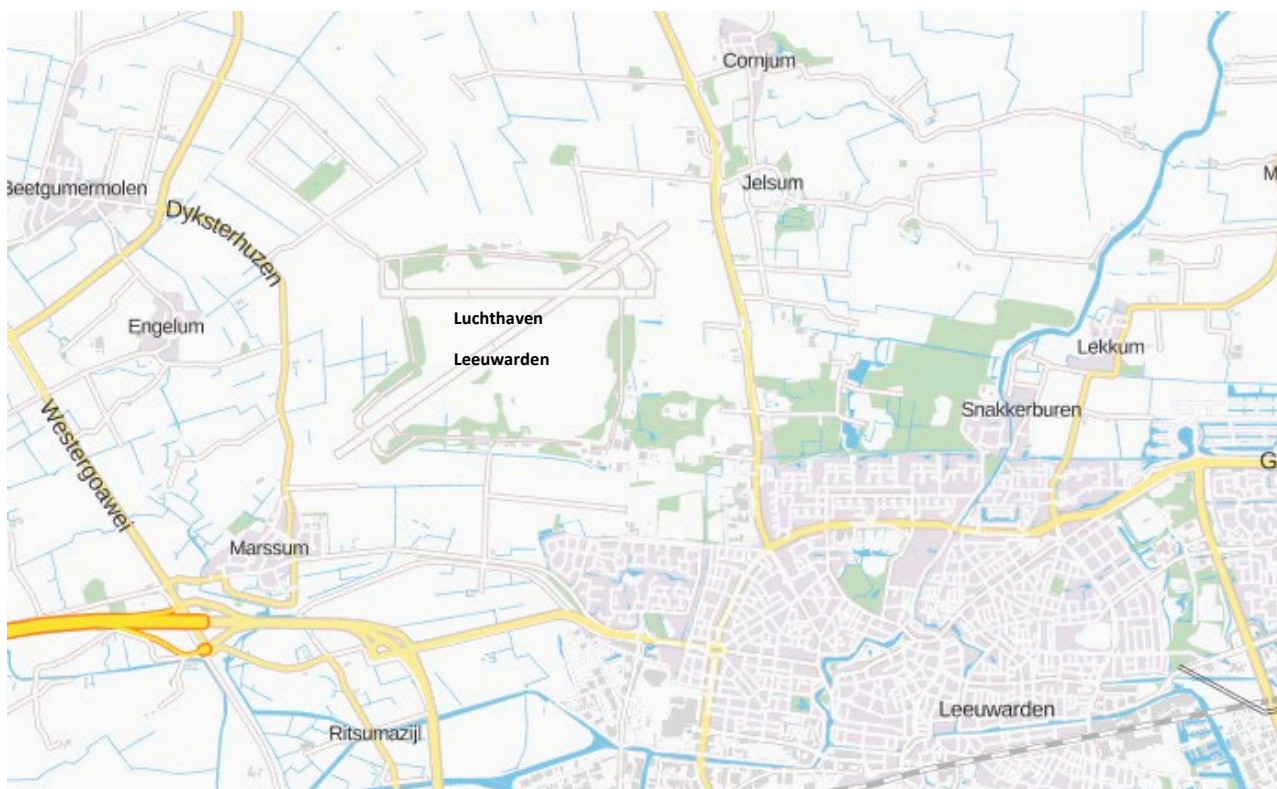 Cornjum
Beetgumermolen
Jelsum
M
Dyksterhuzen
Luchthaven
Leeuwarden
Engelum
Lekkum
Snakkerburen
Westergoawei
G
Marssum
Ritsumazijl
Leeuwarden